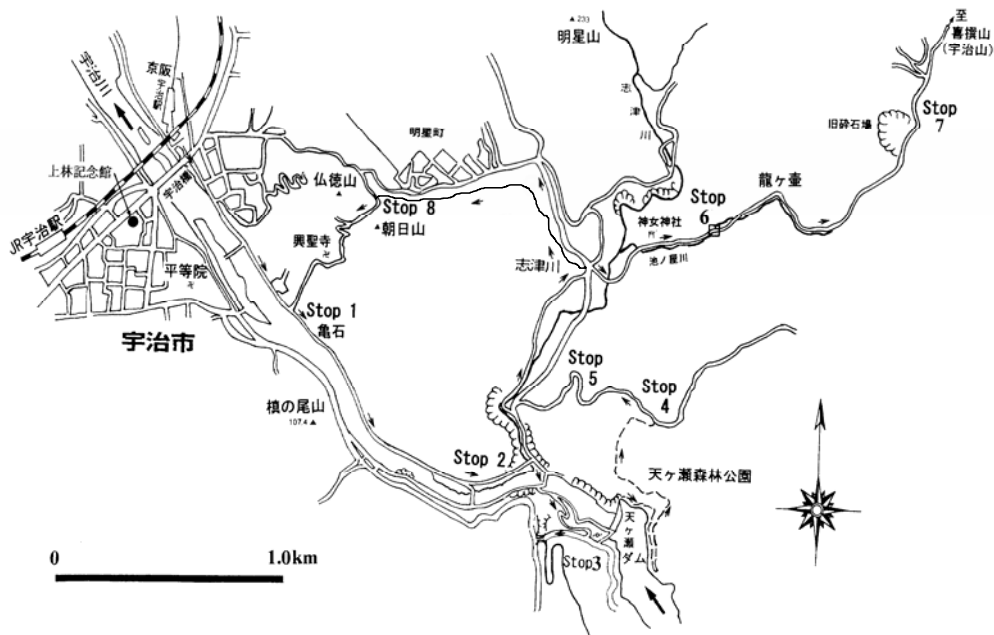 宇治川
京阪
宇治駅
上林記念館
宇治橋
JR宇治駅
平等院
卍
宇治市
仏徳山
明星町
Stop 8
朝日山
興聖寺
卍
Stop 1
亀石
槙の尾山
107.4
Stop 2
Stop3
天ヶ瀬ダム
天ヶ瀬森林公園
Stop
4
Stop
5
志津川
233
明星山
志津川
神女神社
Stop
6
池ノ尾川
龍ヶ壷
旧砕石場
Stop
7
至
喜撰山
(宇治山)
0
1.0km